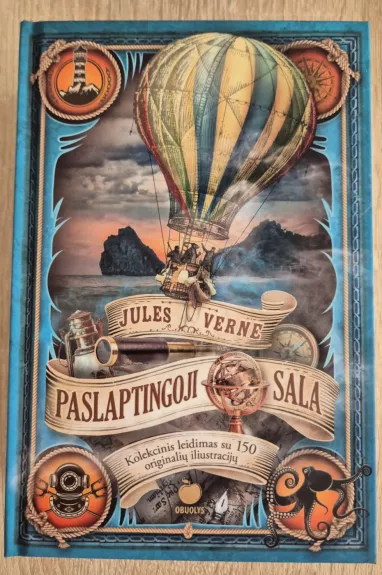 JULES VERNE
PASLAPTINGOJI SALA
Kolekcinis leidimas su 150
originalių iliustracijų
OBUOLYS